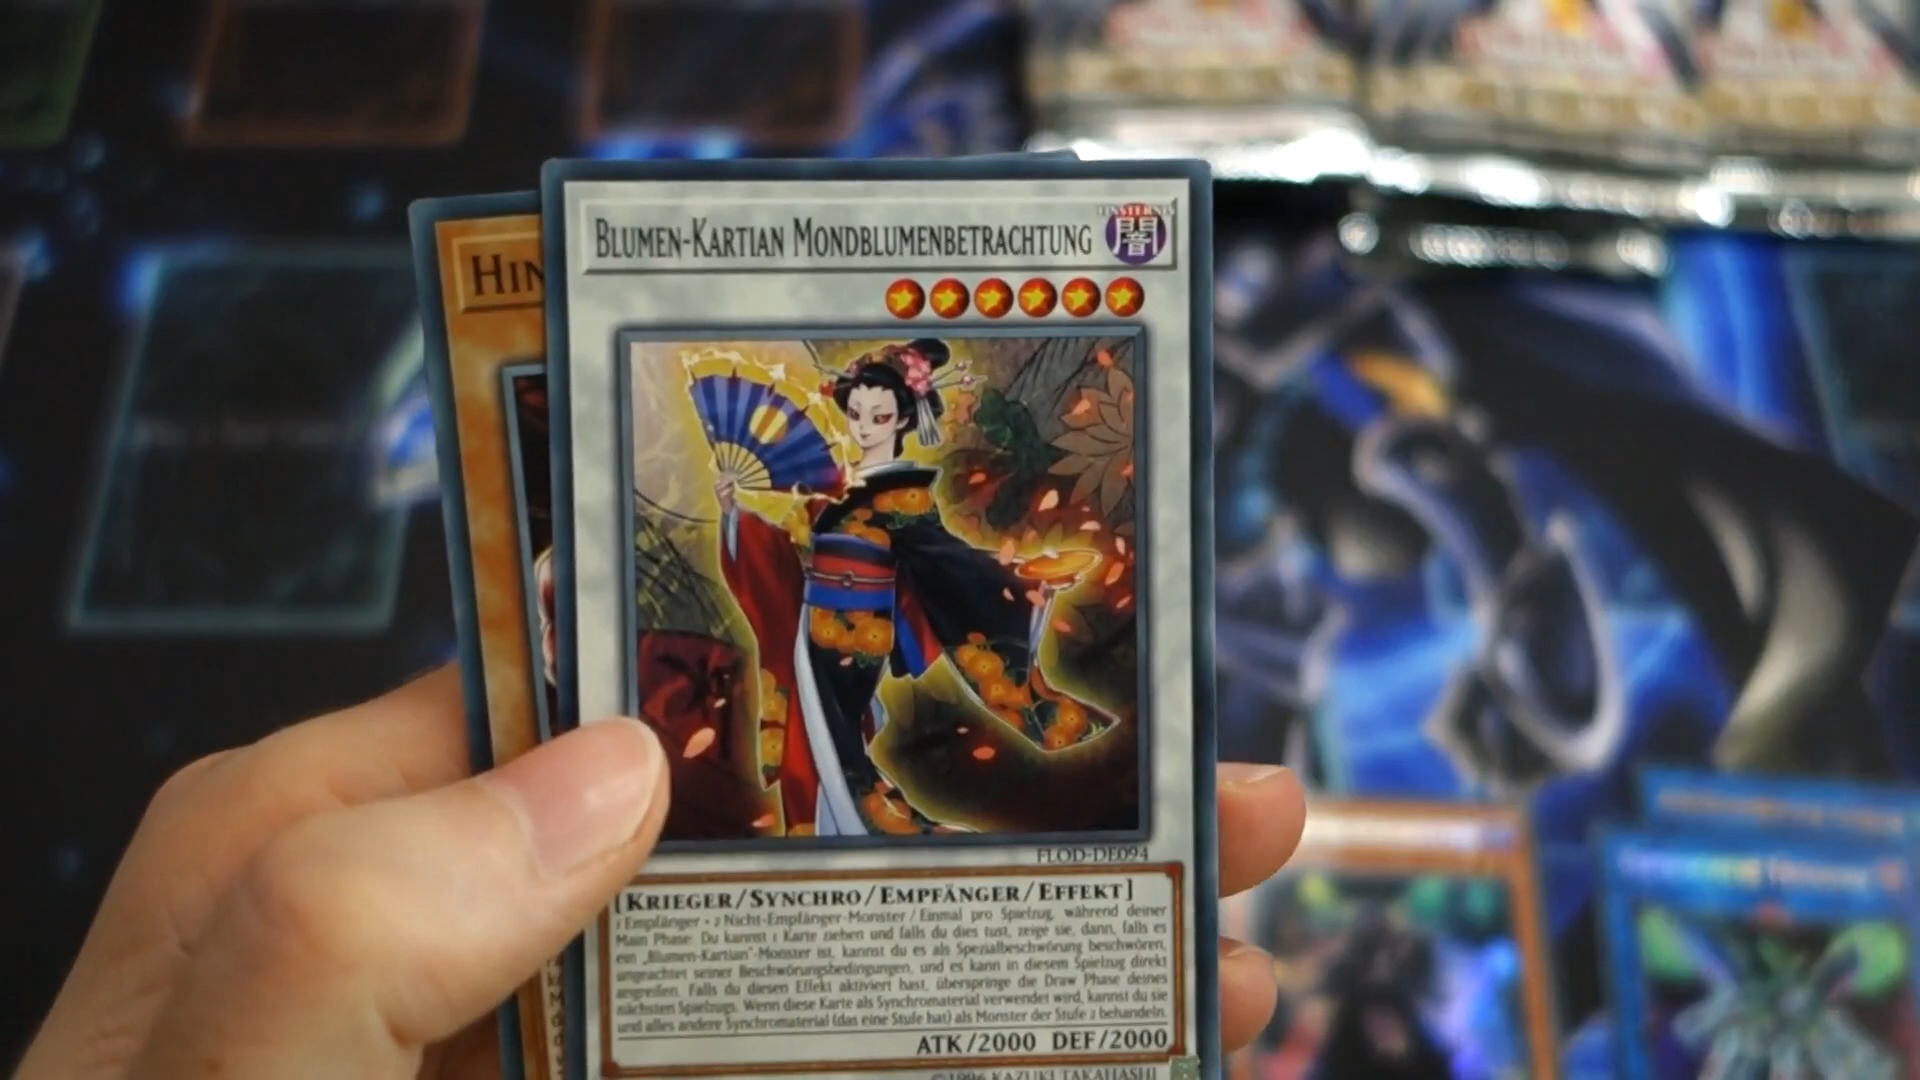 BLUMEN-KARTIAN MONDBLUMENBETRACHTUNG
FINSTERNIS
闇
HIN
FLOD-DE094
[KRIEGER/SYNCHRO/EMPFÄNGER/EFFEKT]
1 Empfänger + 2 Nicht-Empfänger-Monster / Einmal pro Spielzug, während deiner
Main Phase: Du kannst 1 Karte ziehen und falls du dies tust, zeige sie, dann, falls es
ein „Blumen-Kartian"-Monster ist, kannst du es als Spezialbeschwörung beschwören,
ungeachtet seiner Beschwörungsbedingungen, und es kann in diesem Spielzug direkt
angreifen. Falls du diesen Effekt aktiviert hast, überspringe die Draw Phase deines
nächsten Spielzugs. Wenn diese Karte als Synchromaterial verwendet wird, kannst du sie
und alles andere Synchromaterial (das eine Stufe hat) als Monster der Stufe 2 behandeln.
ATK/2000 DEF/2000
©1996 KAZUKI TAKAHASHI